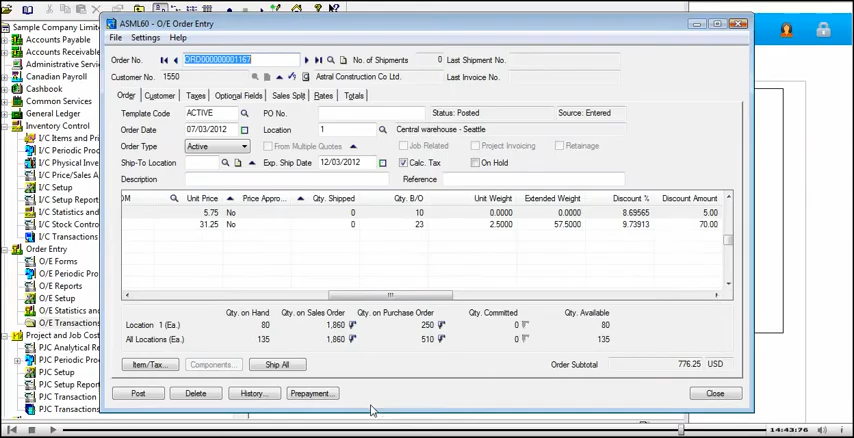 ASML60 - O/E Order Entry
File Settings Help
Order No. ORD000000001167 No. of Shipments 0 Last Shipment No.
Customer No. 1550 Astral Construction Co Ltd. Last Invoice No.
Order Customer Taxes Optional Fields Sales Split Rates Totals
Template Code ACTIVE PO No. Status: Posted Source: Entered
Order Date 07/03/2012 Location 1 Central warehouse - Seattle
Order Type Active From Multiple Quotes Job Related Project Invoicing Retainage
Ship-To Location Exp. Ship Date 12/03/2012 Calc. Tax On Hold
Description Reference
OM Unit Price Price Appro... Qty. Shipped Qty. B/O Unit Weight Extended Weight Discount % Discount Amount
5.75 No 0 10 0.0000 0.0000 8.69565 5.00
31.25 No 0 23 2.5000 57.5000 9.73913 70.00
Qty. on Hand Qty. on Sales Order Qty. on Purchase Order Qty. Committed Qty. Available
Location 1 (Ea.) 80 1,860 250 0 80
All Locations (Ea.) 135 1,860 510 0 135
Item/Tax... Components... Ship All Order Subtotal 776.25 USD
Post Delete History... Prepayment... Close
Sample Company Limite
Accounts Payable
Accounts Receivable
Administrative Servic
Canadian Payroll
Cashbook
Common Services
Inventory Control
I/C Items and Pri
I/C Periodic Pro
I/C Physical Inve
I/C Price/Sales A
I/C Setup
I/C Setup Report
I/C Statistics and
I/C Stock Contro
I/C Transactions
Order Entry
O/E Forms
O/E Periodic Pro
O/E Reports
O/E Setup
O/E Statistics an
O/E Transactions
Project and Job Cost
PJC Analytical Re
PJC Periodic Pro
PJC Setup
PJC Setup Report
PJC Transaction
PJC Transactions
14:43:76